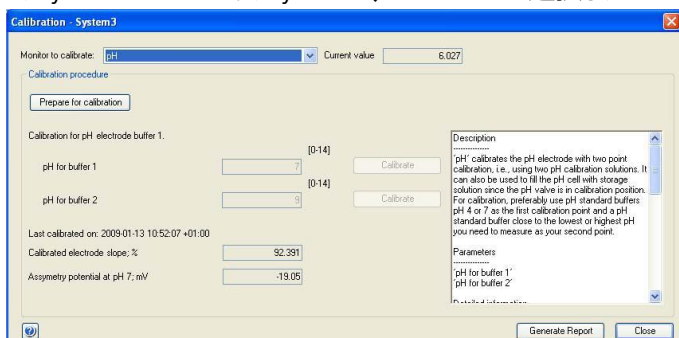 Calibration - System3
Monitor to calibrate: pH Current value 6.027
Calibration procedure
Prepare for calibration
Calibration for pH electrode buffer 1.
[0-14]
pH for buffer 1 7 Calibrate
[0-14]
pH for buffer 2 9 Calibrate
Last calibrated on: 2009-01-13 10:52:07 +01:00
Calibrated electrode slope; % 92.391
Assymetry potential at pH 7; mV -19.05
Description
---------------
'pH' calibrates the pH electrode with two point
calibration, i.e., using two pH calibration solutions. It
can also be used to fill the pH cell with storage
solution since the pH valve is in calibration position.
For calibration, preferably use pH standard buffers
pH 4 or 7 as the first calibration point and a pH
standard buffer close to the lowest or highest pH
you need to measure as your second point.
Parameters
---------------
'pH for buffer 1'
'pH for buffer 2'
Detailed information
Generate Report Close